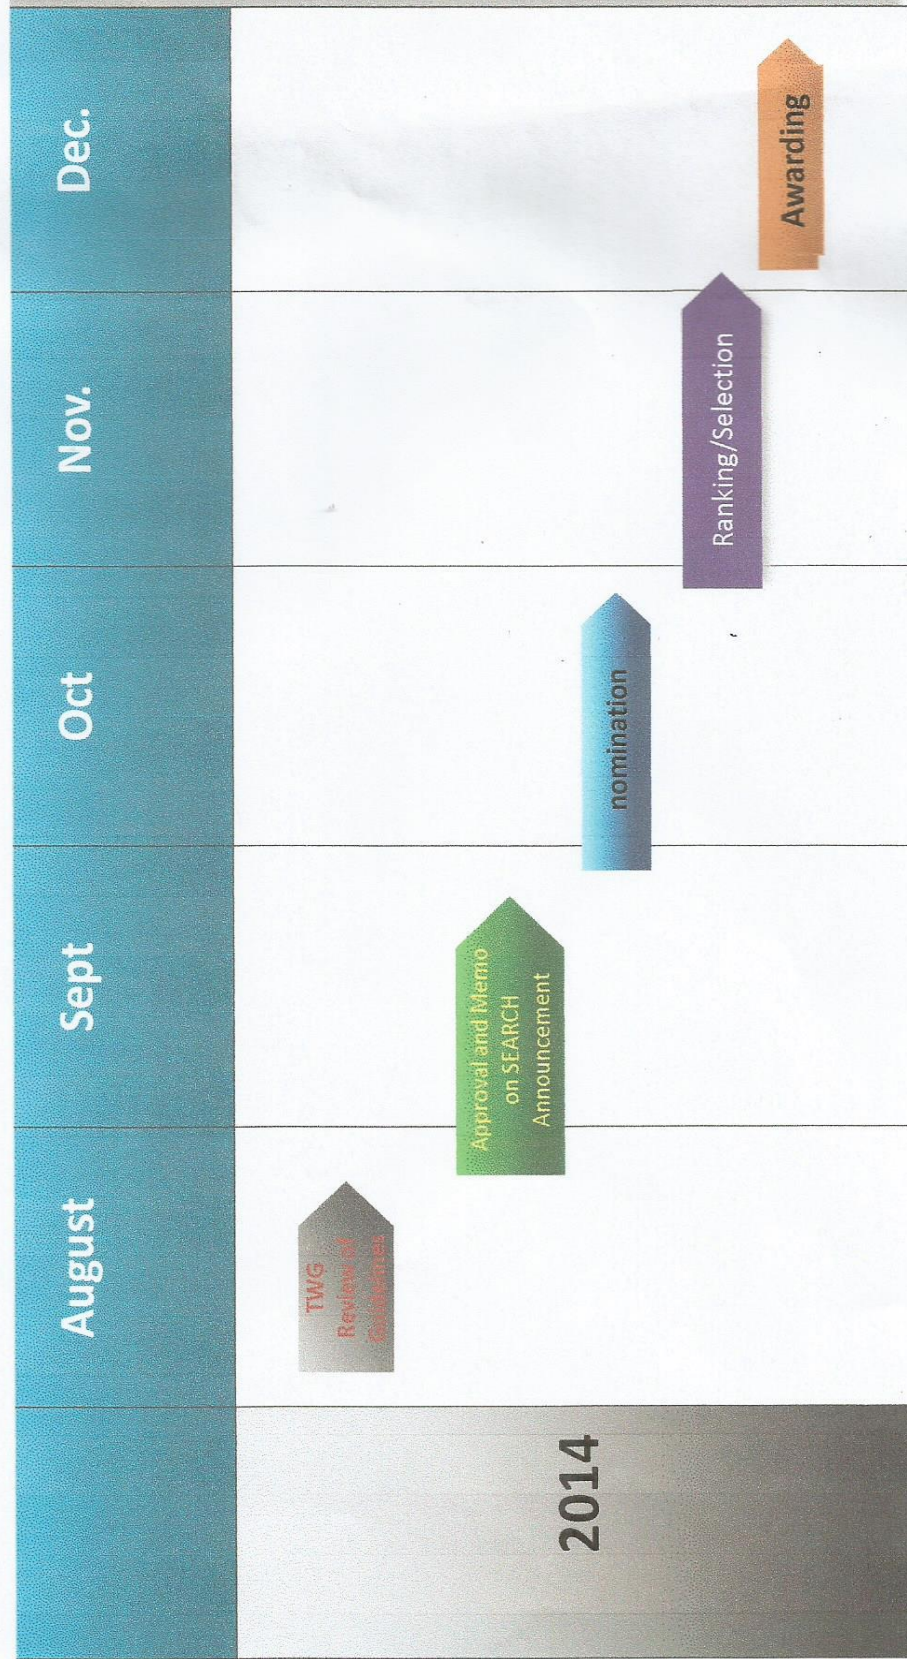 August
Sept
Oct
Nov.
Dec.
2014
TWG
Review of
Guidelines
Approval and Memo
on SEARCH
Announcement
nomination
Ranking/Selection
Awarding